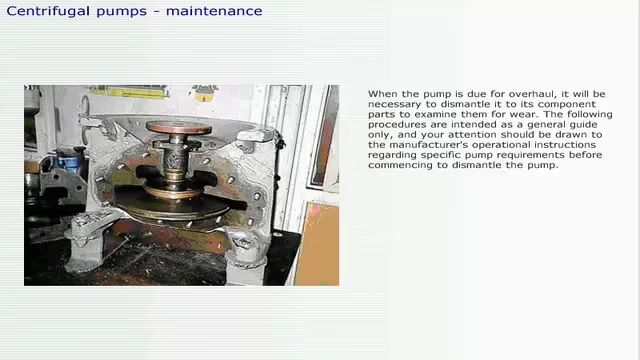 Centrifugal pumps - maintenance
When the pump is due for overhaul, it will be
necessary to dismantle it to its component
parts to examine them for wear. The following
procedures are intended as a general guide
only, and your attention should be drawn to
the manufacturer's operational instructions
regarding specific pump requirements before
commencing to dismantle the pump.